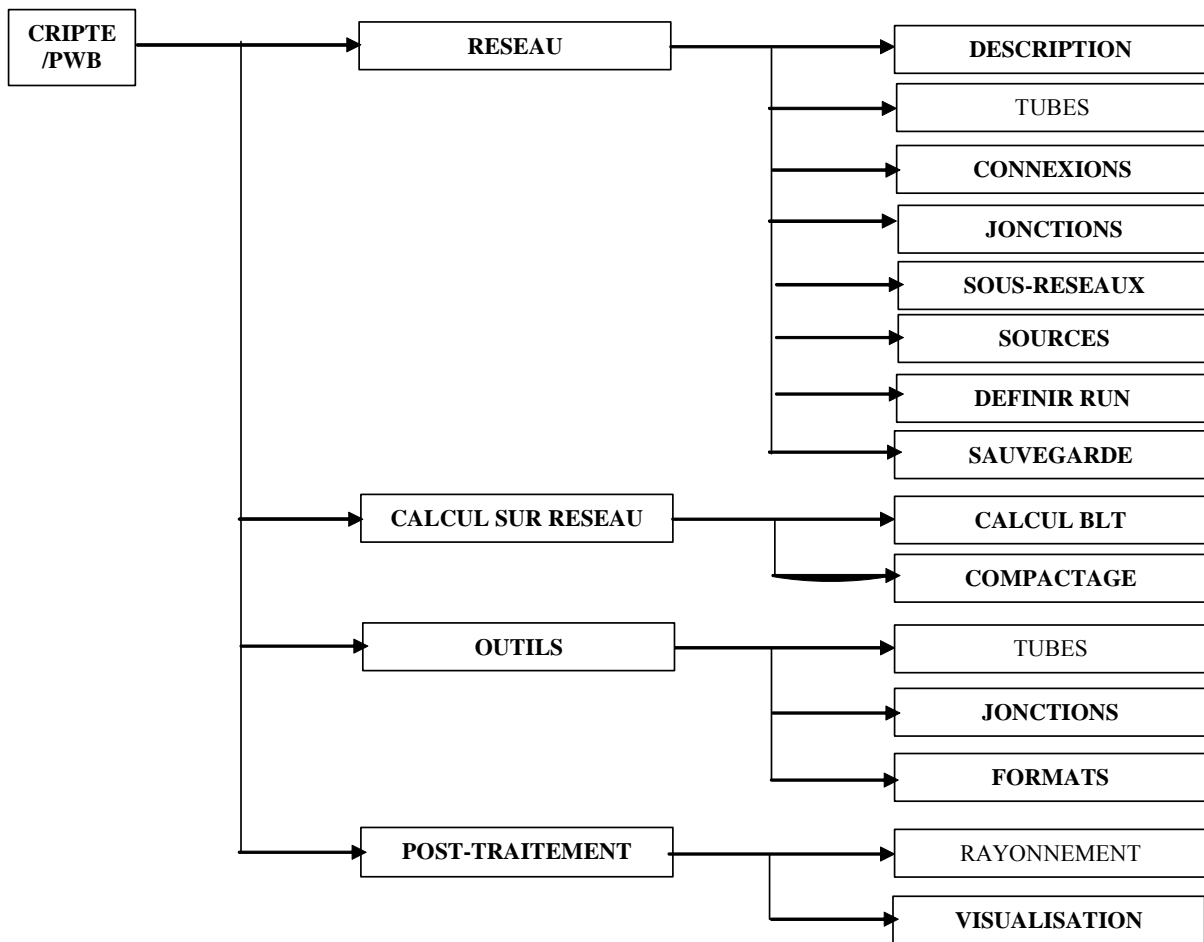 CRIPTE
/PWB
RESEAU
DESCRIPTION
TUBES
CONNEXIONS
JONCTIONS
SOUS-RESEAUX
SOURCES
DEFINIR RUN
SAUVEGARDE
CALCUL SUR RESEAU
CALCUL BLT
COMPACTAGE
OUTILS
TUBES
JONCTIONS
FORMATS
POST-TRAITEMENT
RAYONNEMENT
VISUALISATION